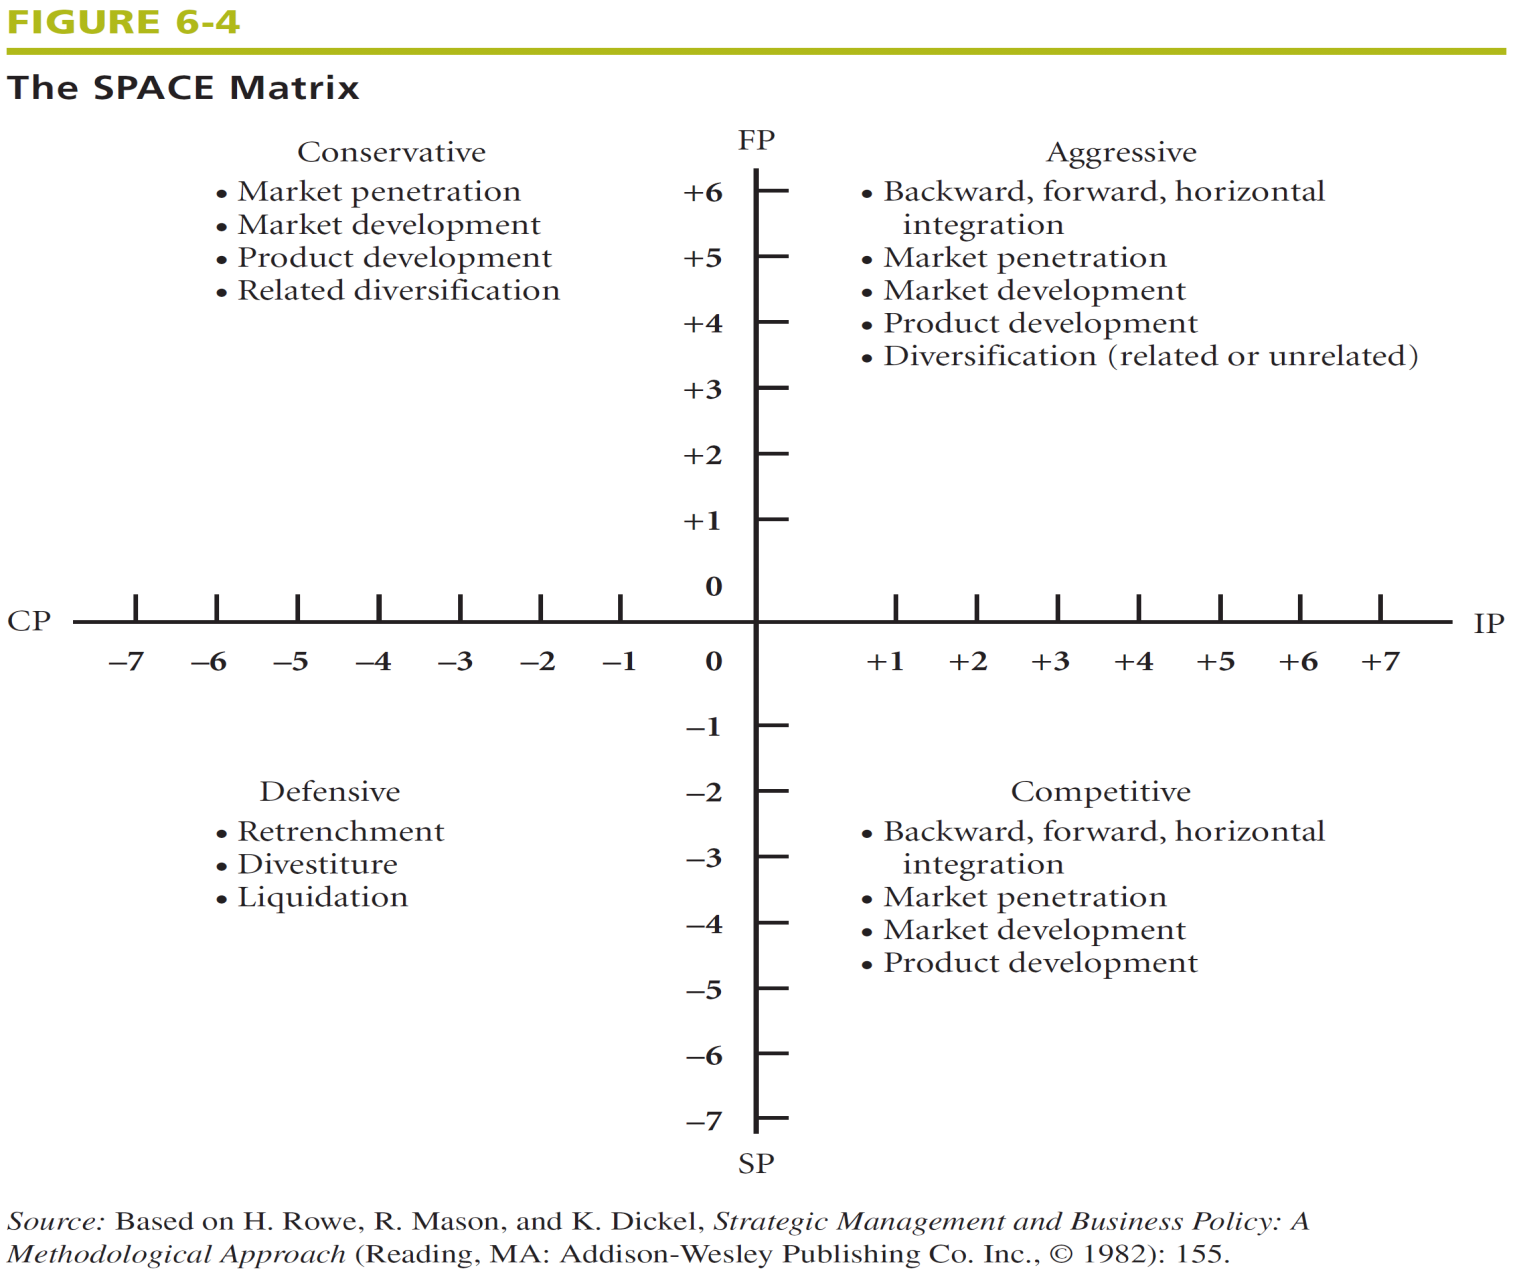 FIGURE 6-4
The SPACE Matrix
FP
Conservative
• Market penetration
• Market development
• Product development
• Related diversification
Aggressive
• Backward, forward, horizontal
integration
• Market penetration
• Market development
• Product development
• Diversification (related or unrelated)
+6
+5
+4
+3
+2
+1
0
CP
IP
–7 –6 –5 –4 –3 –2 –1 0 +1 +2 +3 +4 +5 +6 +7
–1
–2
–3
–4
–5
–6
–7
Defensive
• Retrenchment
• Divestiture
• Liquidation
Competitive
• Backward, forward, horizontal
integration
• Market penetration
• Market development
• Product development
SP
Source: Based on H. Rowe, R. Mason, and K. Dickel, Strategic Management and Business Policy: A
Methodological Approach (Reading, MA: Addison-Wesley Publishing Co. Inc., © 1982): 155.